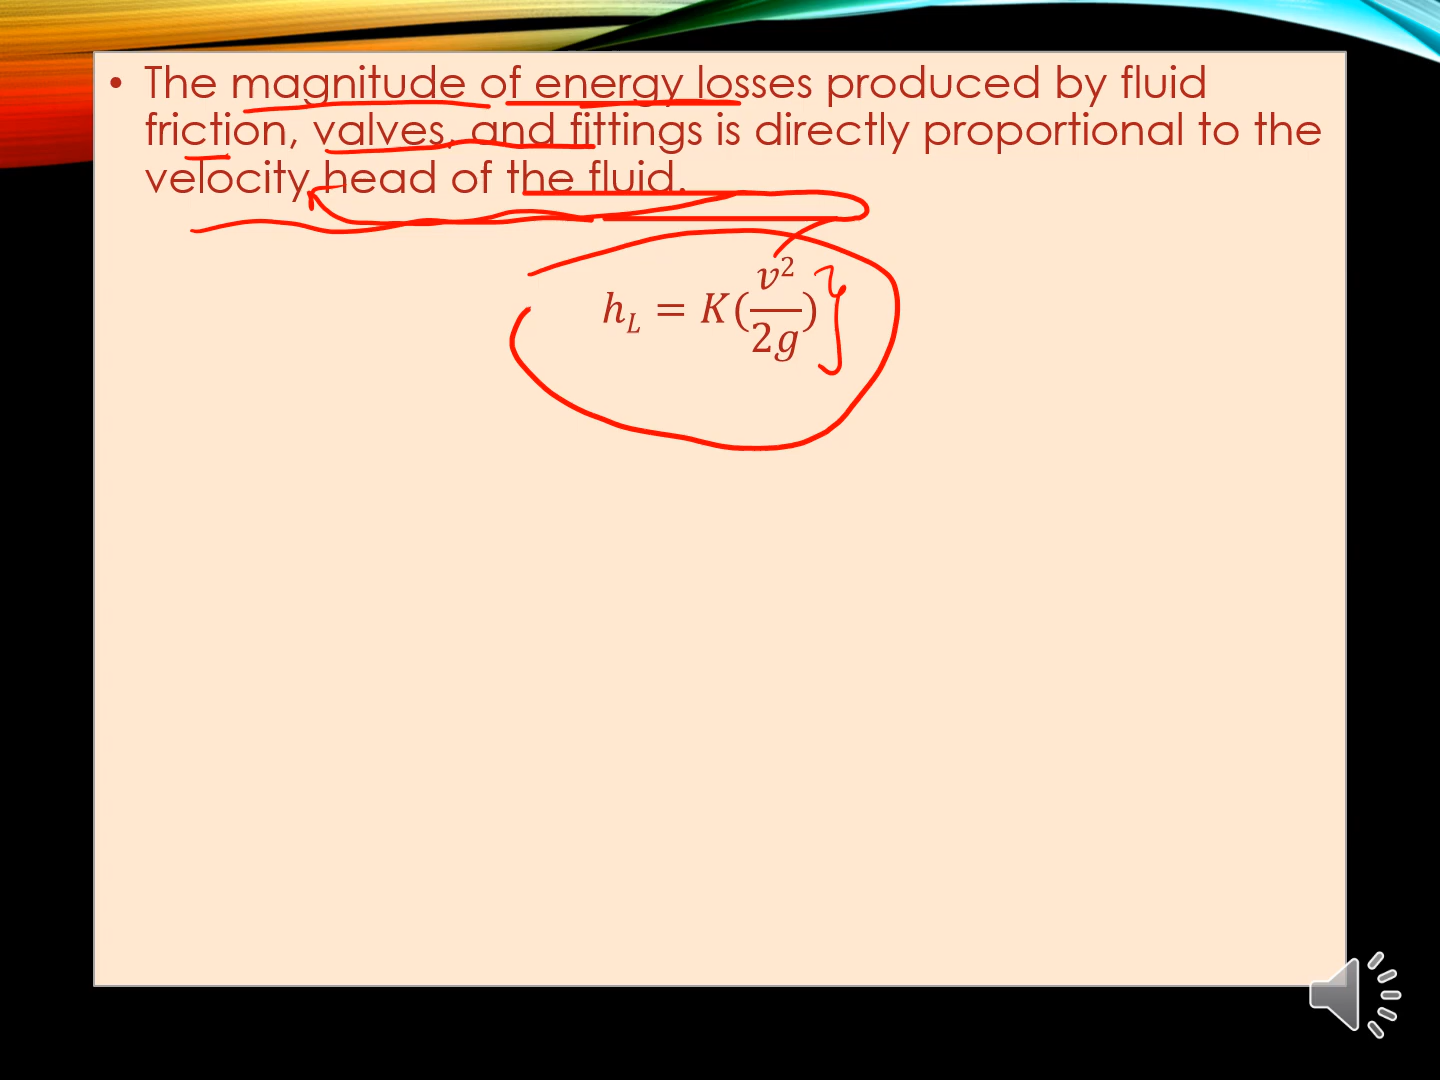 • The magnitude of energy losses produced by fluid
friction, valves, and fittings is directly proportional to the
velocity head of the fluid.
h_L = K(v²/2g)